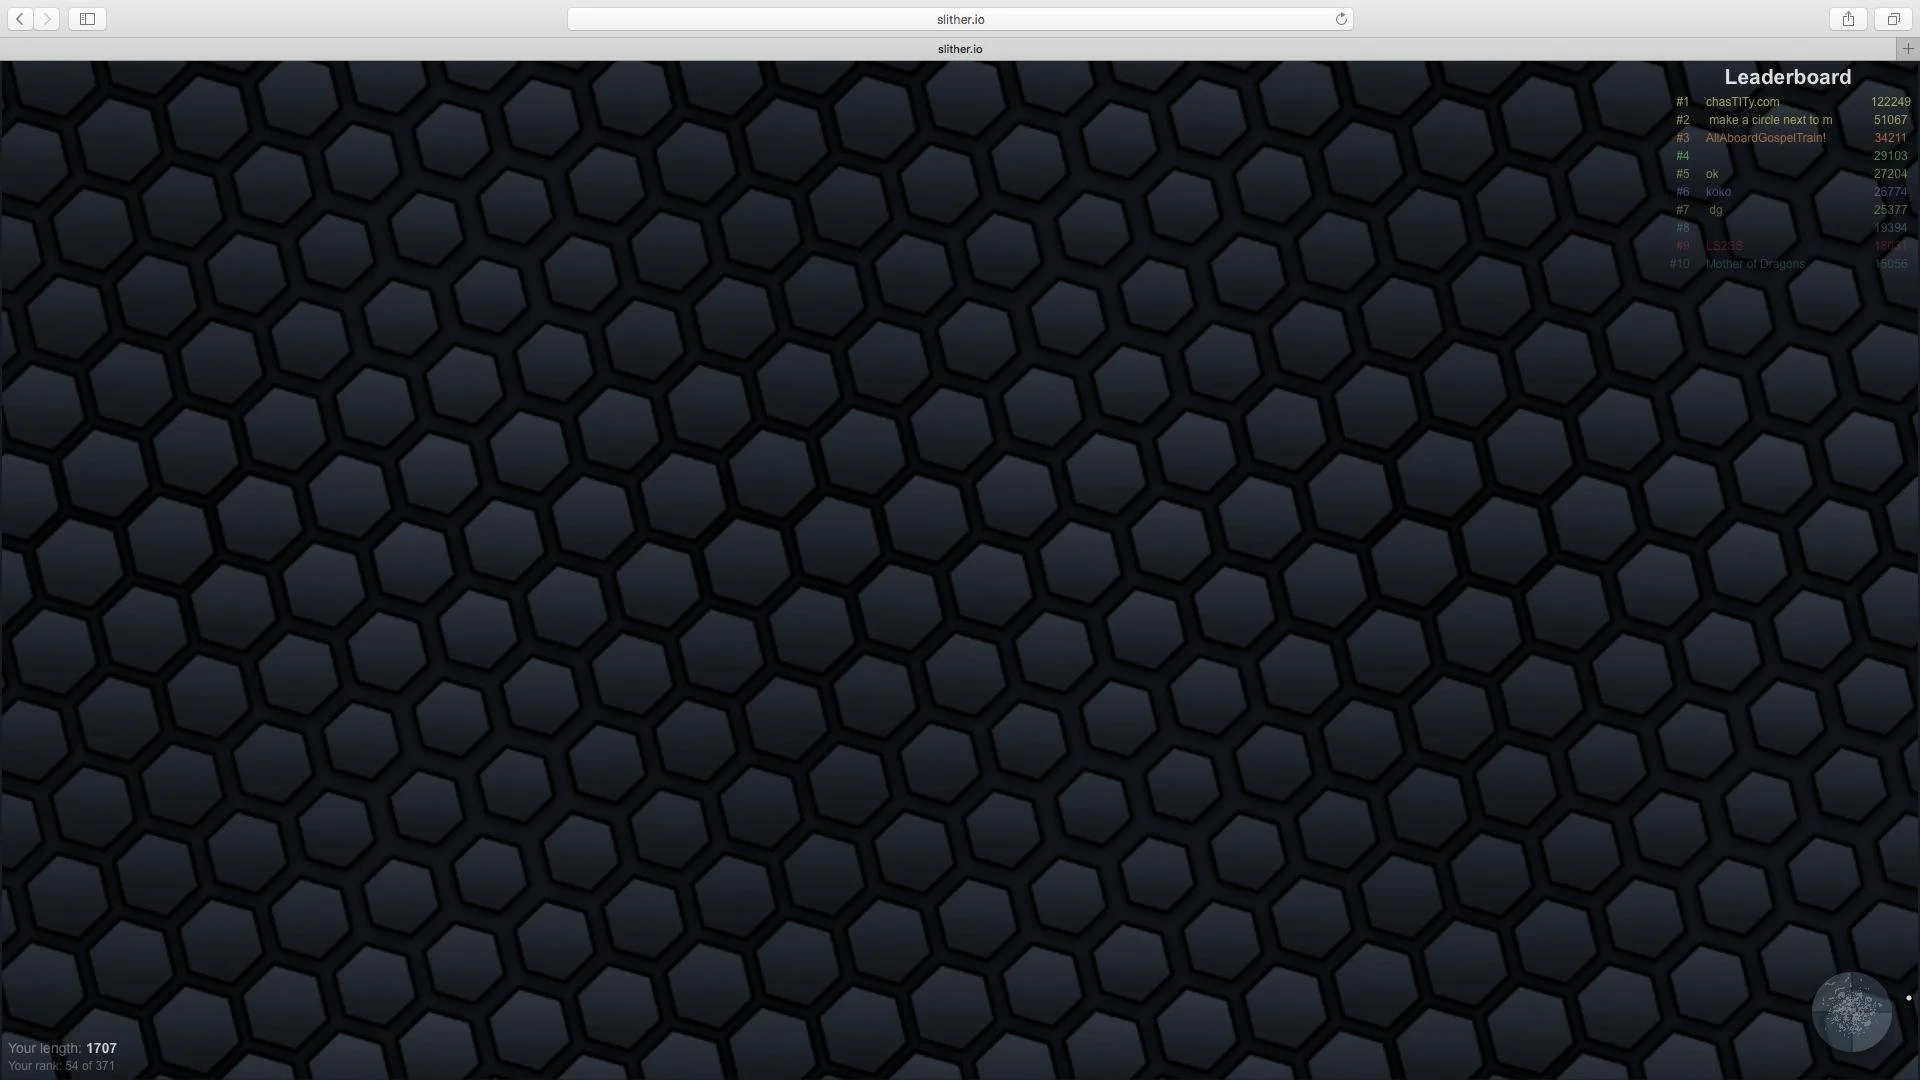 slither.io
slither.io
Leaderboard
#1 chasTITy.com 122249
#2 make a circle next to m 51067
#3 AllAboardGospelTrain! 34211
#4 29103
#5 ok 27204
#6 koko 26774
#7 dg 25377
#8 19394
#9 LS2SS
#10 Mother of Dragons 15056
Your length: 1707
Your rank: 54 of 371